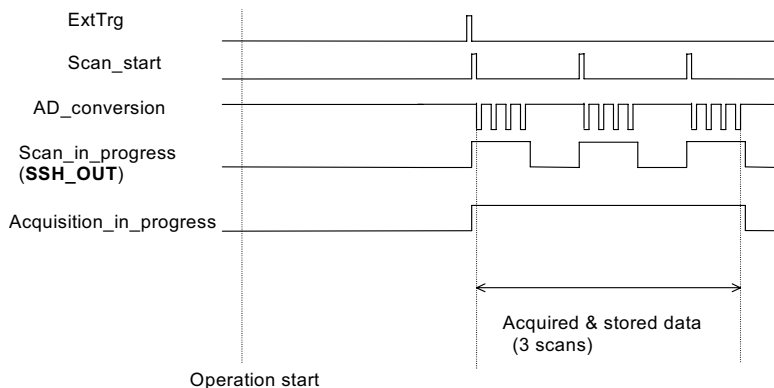 ExtTrg
Scan_start
AD_conversion
Scan_in_progress
(SSH_OUT)
Acquisition_in_progress
Acquired & stored data
(3 scans)
Operation start